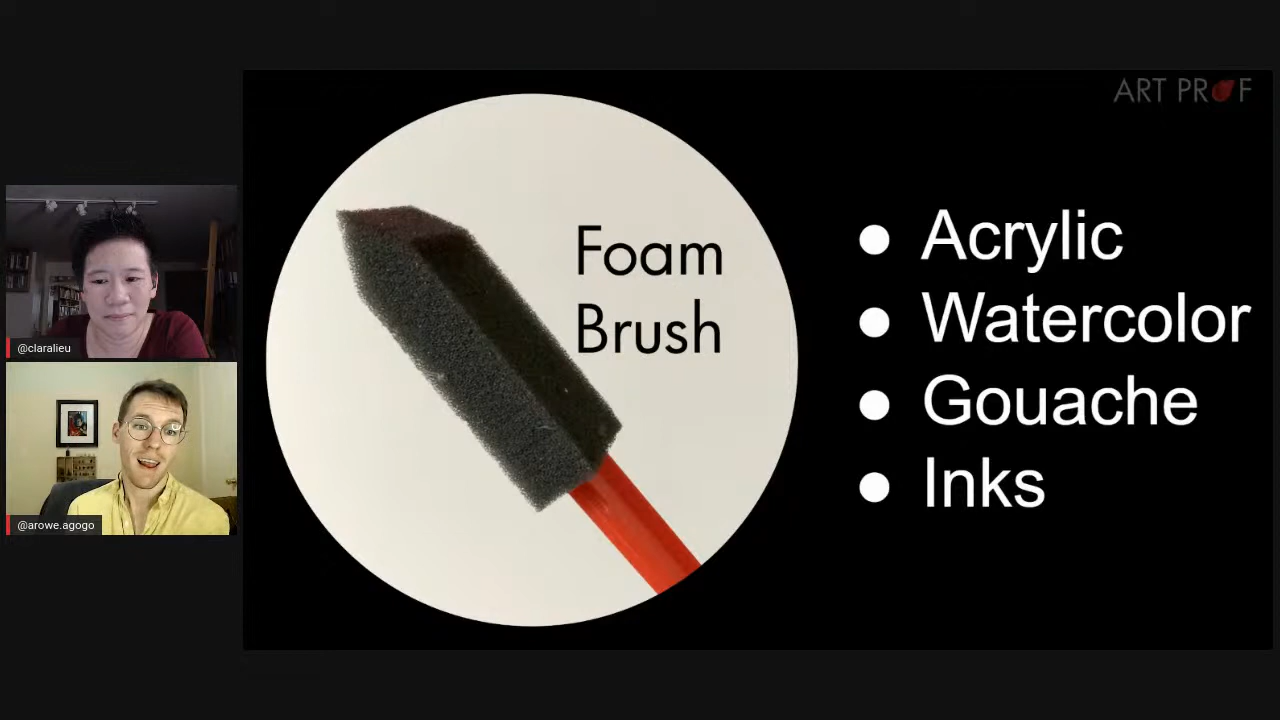 ART PROF
Foam
Brush
• Acrylic
• Watercolor
• Gouache
• Inks
@claralieu
@arowe.agogo